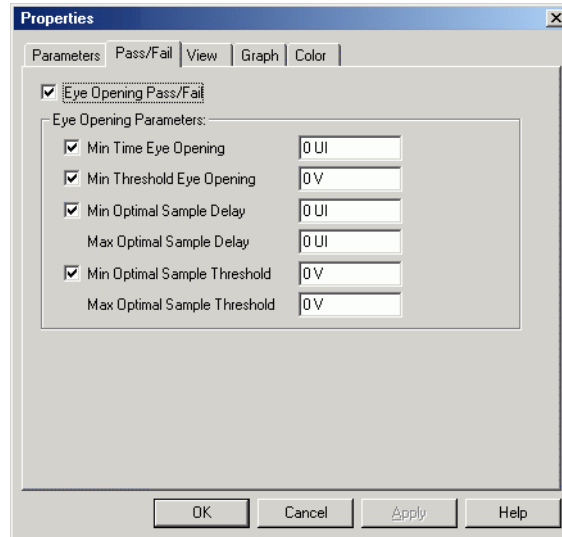 Properties
Parameters Pass/Fail View Graph Color
Eye Opening Pass/Fail
Eye Opening Parameters:
Min Time Eye Opening 0 UI
Min Threshold Eye Opening 0 V
Min Optimal Sample Delay 0 UI
Max Optimal Sample Delay 0 UI
Min Optimal Sample Threshold 0 V
Max Optimal Sample Threshold 0 V
OK Cancel Apply Help